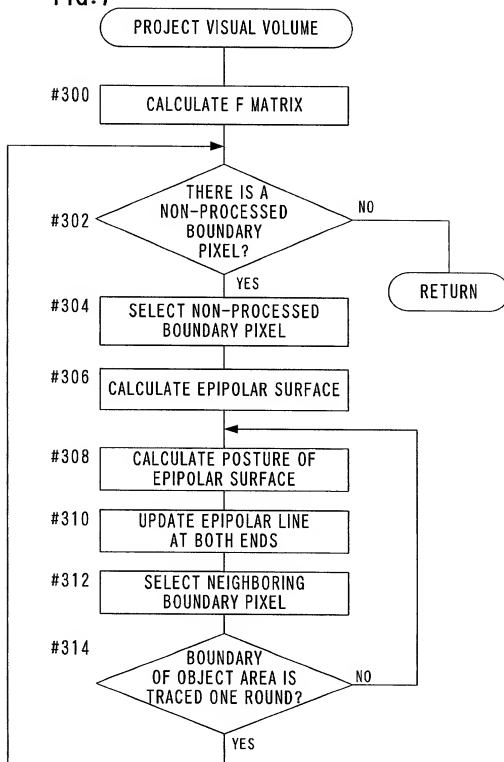 FIG.7
PROJECT VISUAL VOLUME
#300
CALCULATE F MATRIX
#302
THERE IS A
NON-PROCESSED
BOUNDARY
PIXEL?
NO
YES
RETURN
#304
SELECT NON-PROCESSED
BOUNDARY PIXEL
#306
CALCULATE EPIPOLAR SURFACE
#308
CALCULATE POSTURE OF
EPIPOLAR SURFACE
#310
UPDATE EPIPOLAR LINE
AT BOTH ENDS
#312
SELECT NEIGHBORING
BOUNDARY PIXEL
#314
BOUNDARY
OF OBJECT AREA IS
TRACED ONE ROUND?
NO
YES